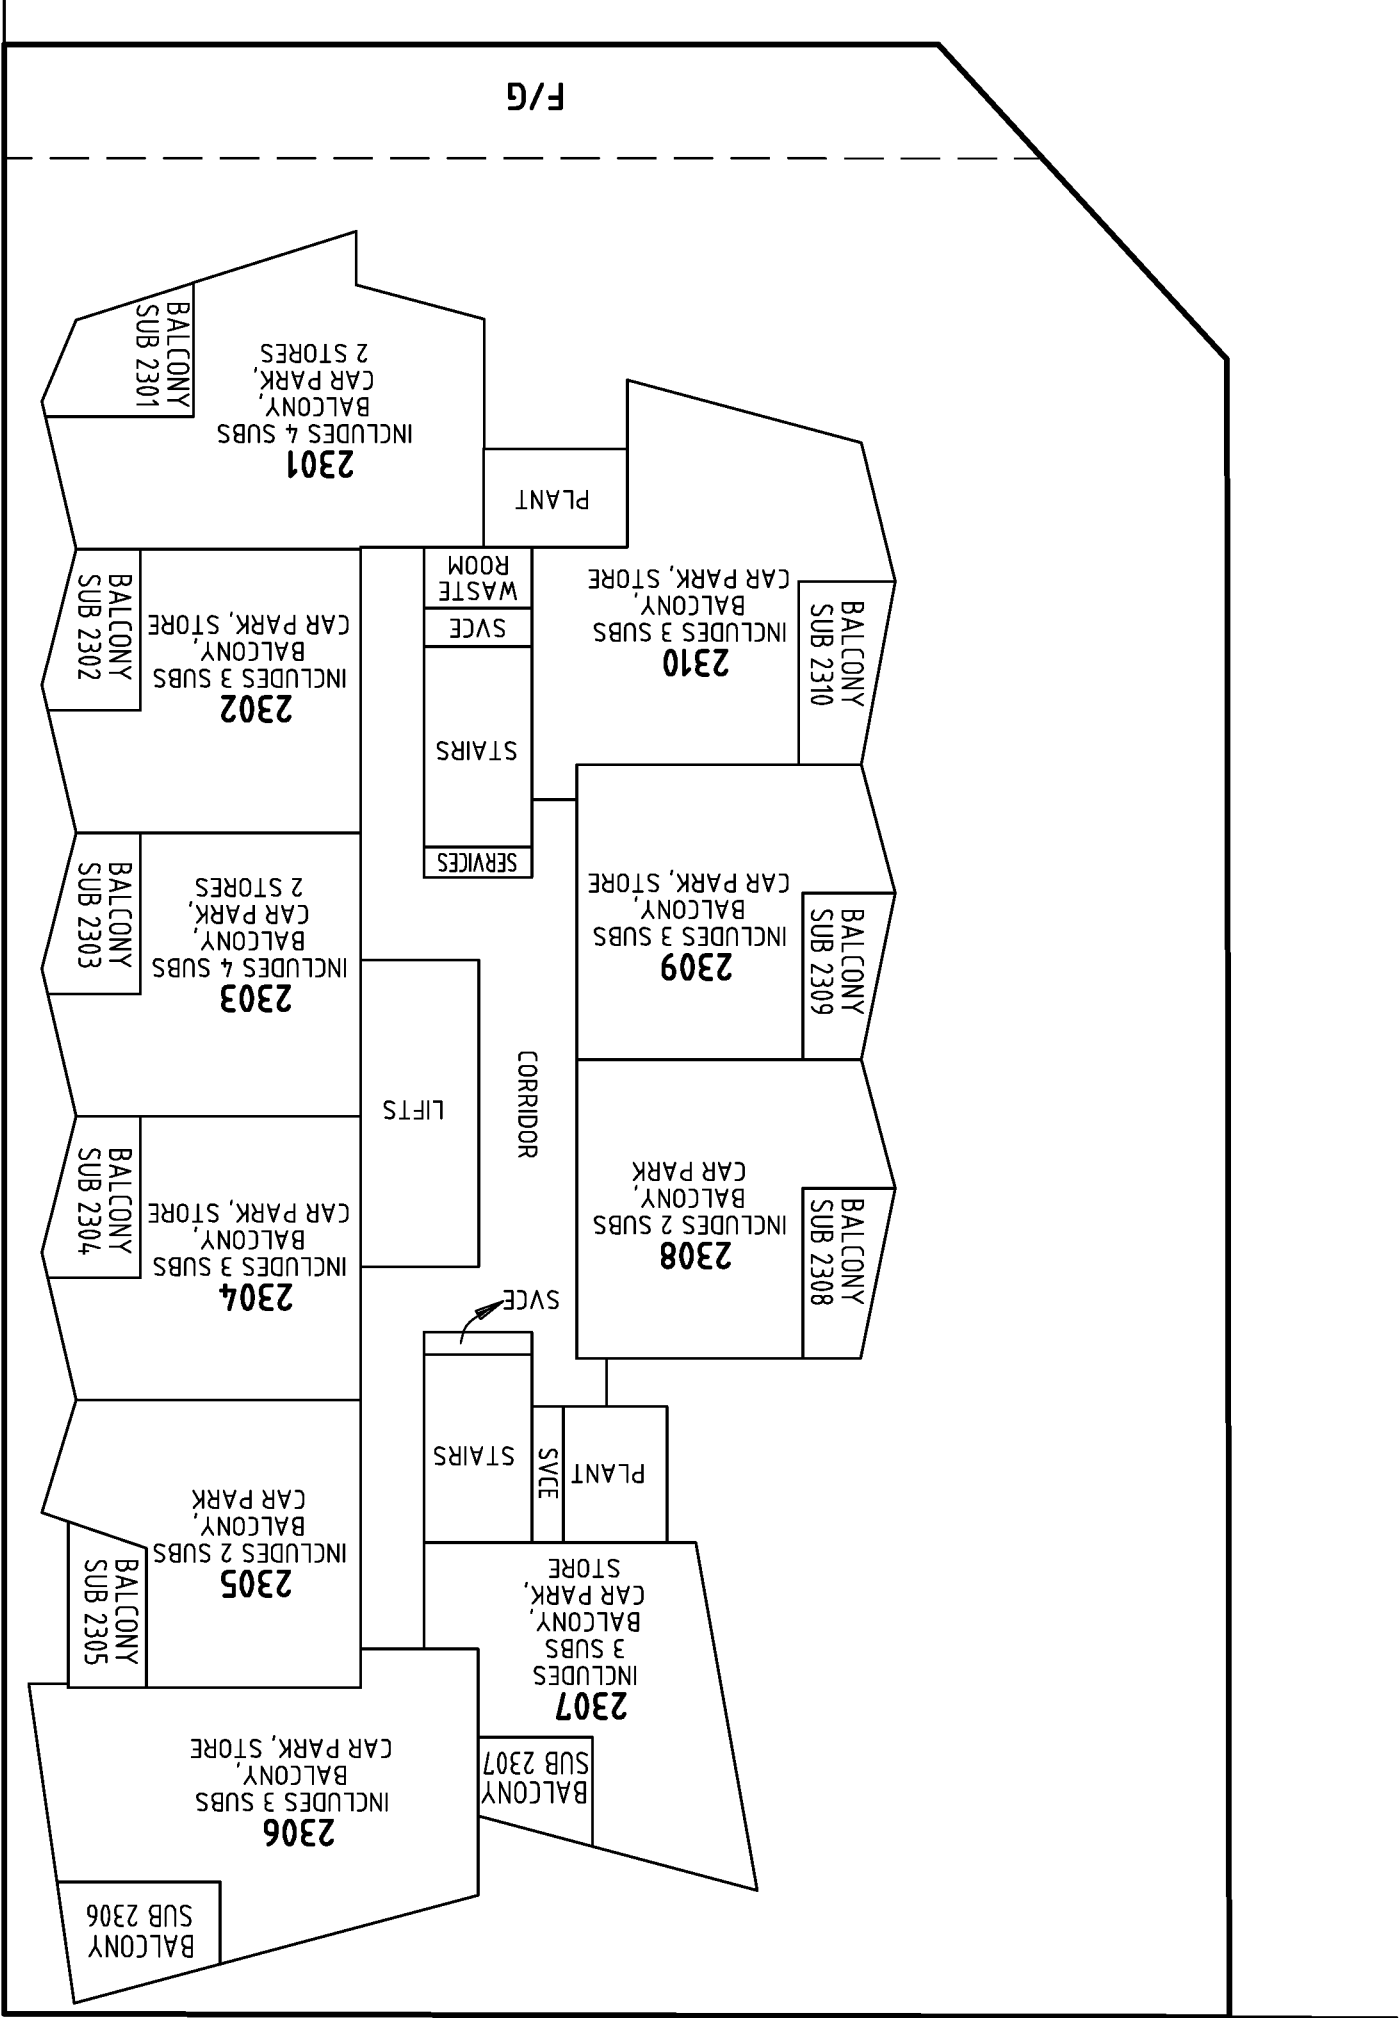 BALCONY
SUB 2306
2306
INCLUDES 3 SUBS
BALCONY,
CAR PARK, STORE
BALCONY
SUB 2307
2307
INCLUDES
3 SUBS
BALCONY,
CAR PARK,
STORE
BALCONY
SUB 2305
2305
INCLUDES 2 SUBS
BALCONY,
CAR PARK
STAIRS
SVCE
PLANT
SVCE
2304
INCLUDES 3 SUBS
BALCONY,
CAR PARK, STORE
BALCONY
SUB 2304
2308
INCLUDES 2 SUBS
BALCONY,
CAR PARK
BALCONY
SUB 2308
LIFTS
CORRIDOR
2303
INCLUDES 4 SUBS
BALCONY,
CAR PARK,
2 STORES
BALCONY
SUB 2303
2309
INCLUDES 3 SUBS
BALCONY,
CAR PARK, STORE
BALCONY
SUB 2309
SERVICES
STAIRS
SVCE
WASTE
ROOM
2302
INCLUDES 3 SUBS
BALCONY,
CAR PARK, STORE
BALCONY
SUB 2302
2310
INCLUDES 3 SUBS
BALCONY,
CAR PARK, STORE
BALCONY
SUB 2310
PLANT
2301
INCLUDES 4 SUBS
BALCONY,
CAR PARK,
2 STORES
BALCONY
SUB 2301
F/G